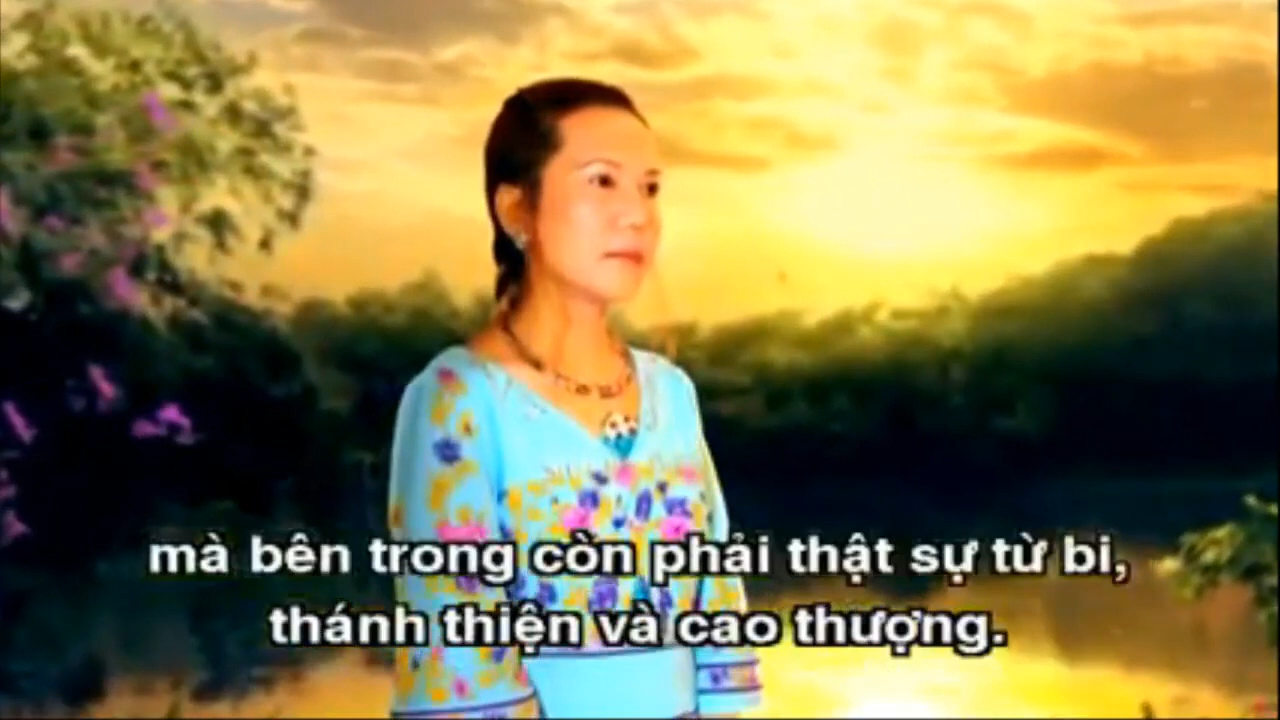 mà bên trong còn phải thật sự từ bi,
thánh thiện và cao thượng.